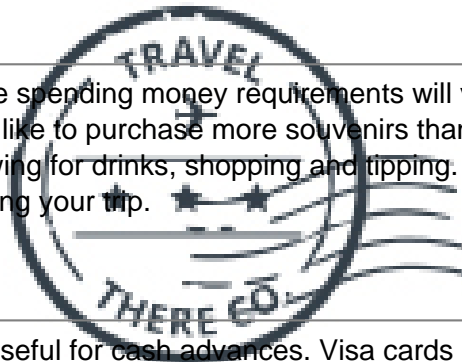 TRAVEL
e spending money requirements will
like to purchase more souvenirs than
ing for drinks, shopping and tipping.
ng your trip.
THERE CO.
seful for cash advances. Visa cards